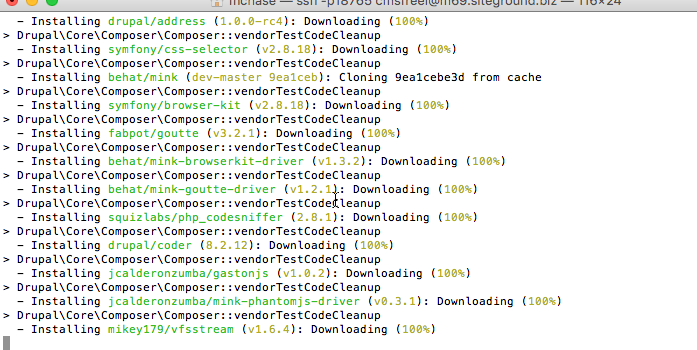 mchase — ssh -p18765 cmsfreel@m69.siteground.biz — 116×24
- Installing drupal/address (1.0.0-rc4): Downloading (100%)
> Drupal\Core\Composer\Composer::vendorTestCodeCleanup
- Installing symfony/css-selector (v2.8.18): Downloading (100%)
> Drupal\Core\Composer\Composer::vendorTestCodeCleanup
- Installing behat/mink (dev-master 9ea1ceb): Cloning 9ea1cebe3d from cache
> Drupal\Core\Composer\Composer::vendorTestCodeCleanup
- Installing symfony/browser-kit (v2.8.18): Downloading (100%)
> Drupal\Core\Composer\Composer::vendorTestCodeCleanup
- Installing fabpot/goutte (v3.2.1): Downloading (100%)
> Drupal\Core\Composer\Composer::vendorTestCodeCleanup
- Installing behat/mink-browserkit-driver (v1.3.2): Downloading (100%)
> Drupal\Core\Composer\Composer::vendorTestCodeCleanup
- Installing behat/mink-goutte-driver (v1.2.1): Downloading (100%)
> Drupal\Core\Composer\Composer::vendorTestCodeCleanup
- Installing squizlabs/php_codesniffer (2.8.1): Downloading (100%)
> Drupal\Core\Composer\Composer::vendorTestCodeCleanup
- Installing drupal/coder (8.2.12): Downloading (100%)
> Drupal\Core\Composer\Composer::vendorTestCodeCleanup
- Installing jcalderonzumba/gastonjs (v1.0.2): Downloading (100%)
> Drupal\Core\Composer\Composer::vendorTestCodeCleanup
- Installing jcalderonzumba/mink-phantomjs-driver (v0.3.1): Downloading (100%)
> Drupal\Core\Composer\Composer::vendorTestCodeCleanup
- Installing mikey179/vfsstream (v1.6.4): Downloading (100%)